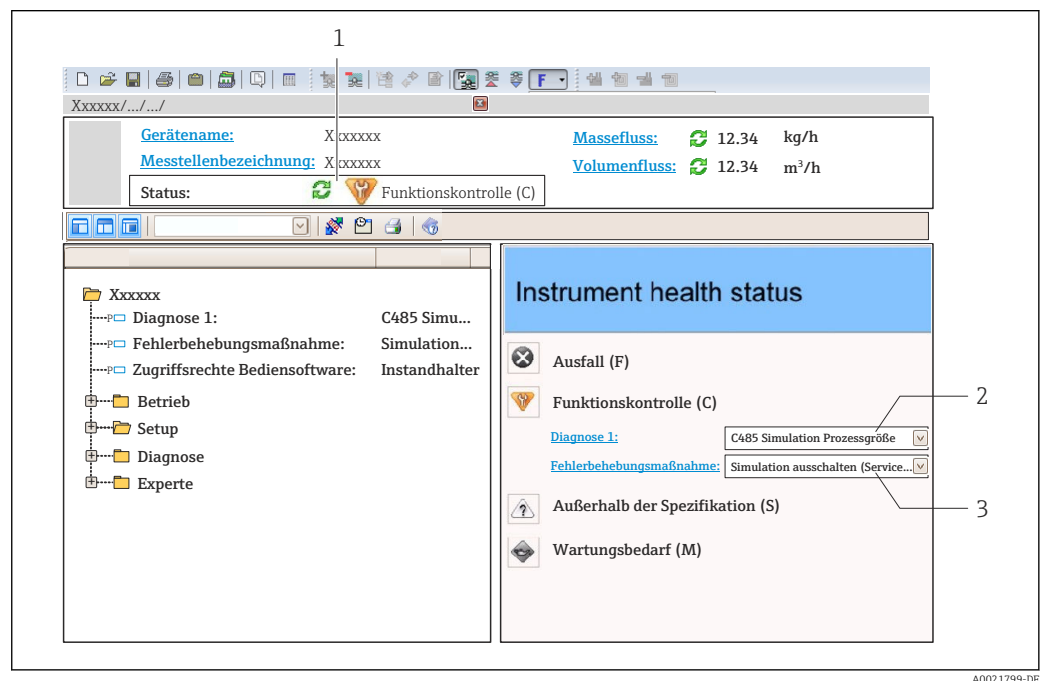 1
F
Xxxxxx/.../.../
Gerätename: Xxxxxxx Massefluss: 12.34 kg/h
Messstellenbezeichnung: Xxxxxxx Volumenfluss: 12.34 m³/h
Status: Funktionskontrolle (C)
Xxxxxx
P Diagnose 1: C485 Simu...
P Fehlerbehebungsmaßnahme: Simulation...
P Zugriffsrechte Bediensoftware: Instandhalter
Betrieb
Setup
Diagnose
Experte
Instrument health status
Ausfall (F)
Funktionskontrolle (C)
2
Diagnose 1: C485 Simulation Prozessgröße
Fehlerbehebungsmaßnahme: Simulation ausschalten (Service...
Außerhalb der Spezifikation (S)
3
Wartungsbedarf (M)
A0021799-DE